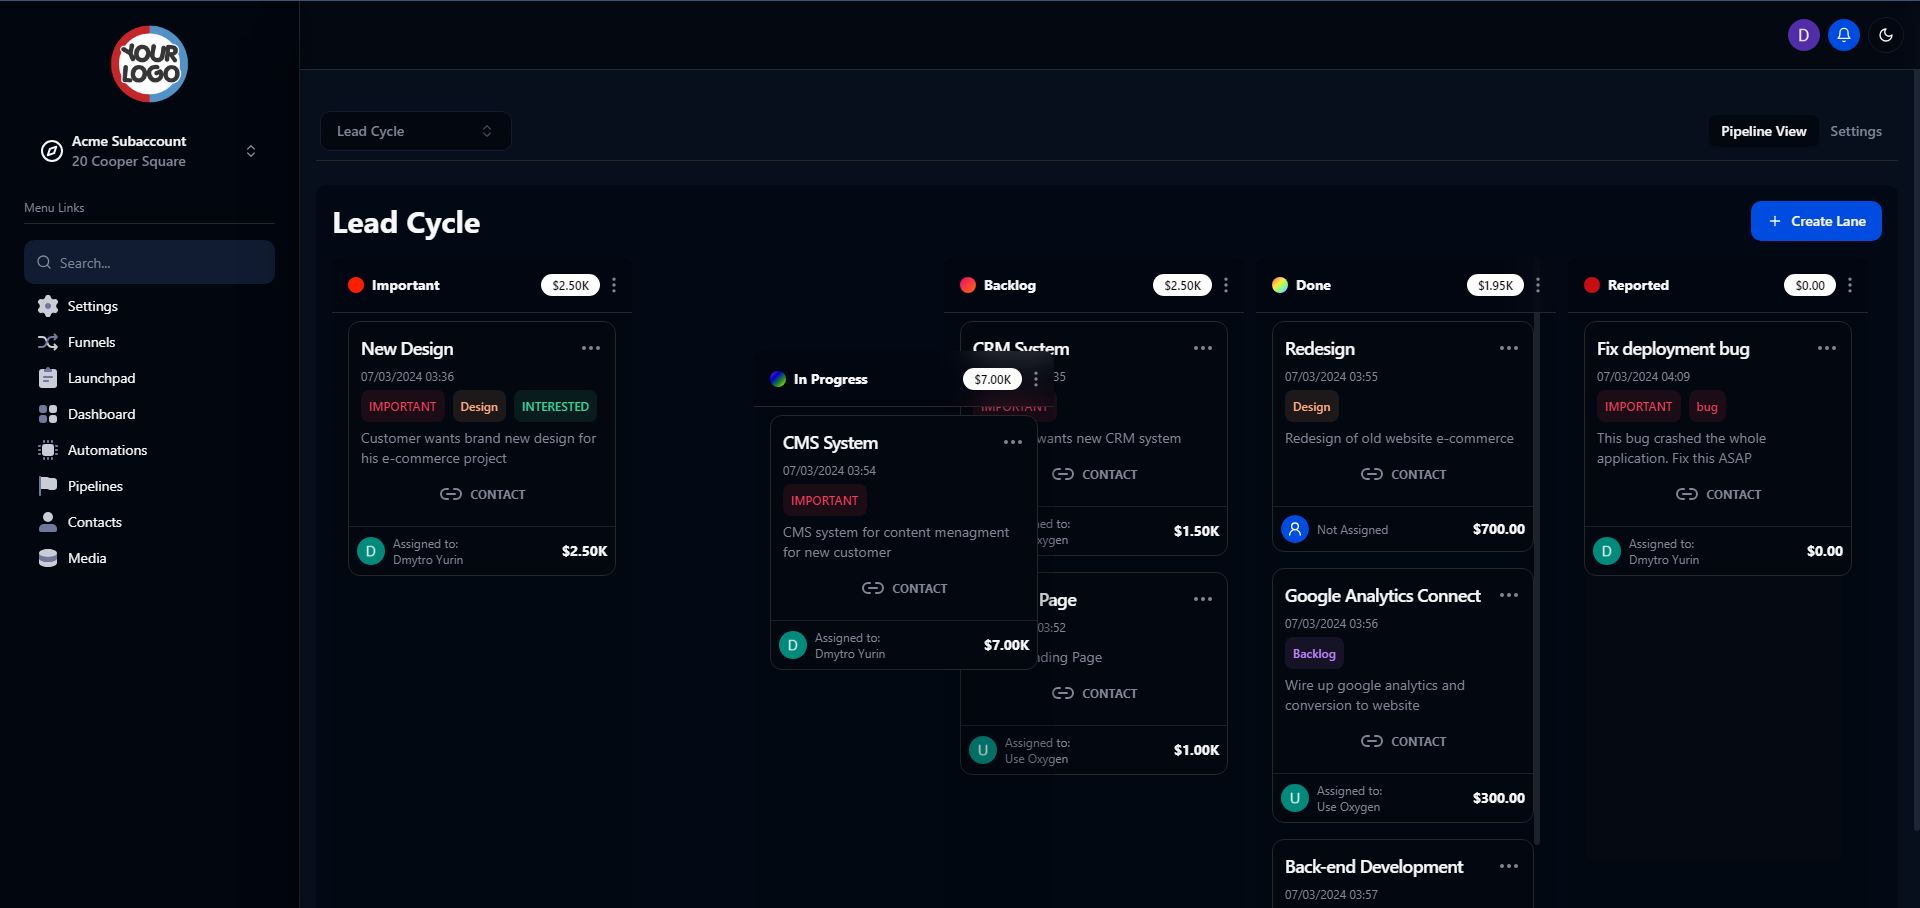 YOUR
LOGO
Acme Subaccount
20 Cooper Square
Menu Links
Search...
Settings
Funnels
Launchpad
Dashboard
Automations
Pipelines
Contacts
Media
D
Lead Cycle
Pipeline View
Settings
Lead Cycle
+ Create Lane
Important
$2.50K
New Design
07/03/2024 03:36
IMPORTANT
Design
INTERESTED
Customer wants brand new design for
his e-commerce project
CONTACT
D
Assigned to:
Dmytro Yurin
$2.50K
In Progress
$7.00K
CMS System
07/03/2024 03:54
IMPORTANT
CMS system for content menagment
for new customer
CONTACT
D
Assigned to:
Dmytro Yurin
$7.00K
Backlog
$2.50K
CRM System
35
IMPORTANT
wants new CRM system
CONTACT
to:
$1.50K
Page
03:52
Page
CONTACT
U
Assigned to:
Use Oxygen
$1.00K
Done
$1.95K
Redesign
07/03/2024 03:55
Design
Redesign of old website e-commerce
CONTACT
Not Assigned
$700.00
Google Analytics Connect
07/03/2024 03:56
Backlog
Wire up google analytics and
conversion to website
CONTACT
U
Assigned to:
Use Oxygen
$300.00
Back-end Development
07/03/2024 03:57
Reported
$0.00
Fix deployment bug
07/03/2024 04:09
IMPORTANT
bug
This bug crashed the whole
application. Fix this ASAP
CONTACT
D
Assigned to:
Dmytro Yurin
$0.00